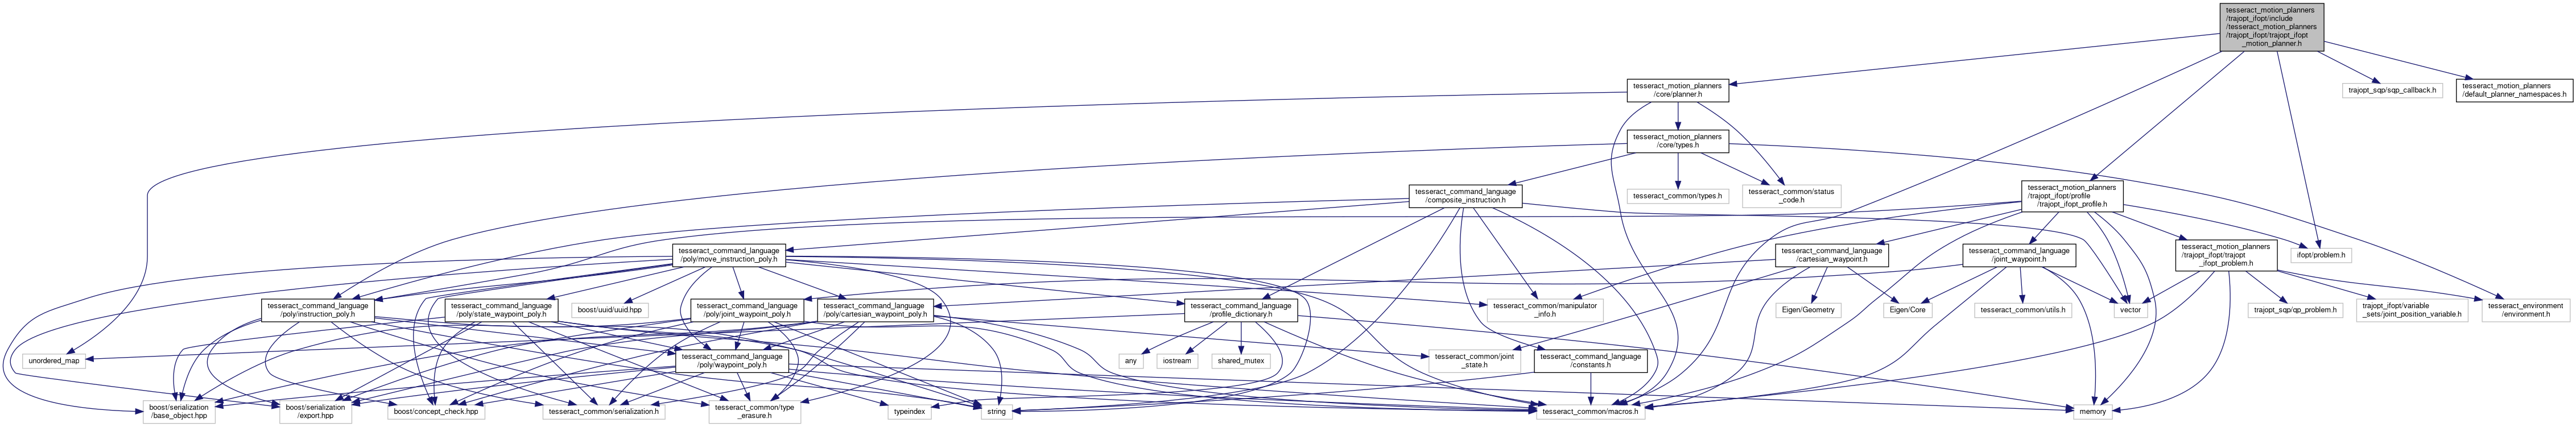 tesseract_motion_planners
/trajopt_ifopt/include
/tesseract_motion_planners
/trajopt_ifopt/trajopt_ifopt
_motion_planner.h
tesseract_motion_planners
/core/planner.h
trajopt_sqp/sqp_callback.h
tesseract_motion_planners
/default_planner_namespaces.h
tesseract_motion_planners
/core/types.h
tesseract_command_language
/composite_instruction.h
tesseract_common/types.h
tesseract_common/status
_code.h
tesseract_motion_planners
/trajopt_ifopt/profile
/trajopt_ifopt_profile.h
tesseract_command_language
/poly/move_instruction_poly.h
tesseract_command_language
/cartesian_waypoint.h
tesseract_command_language
/joint_waypoint.h
tesseract_motion_planners
/trajopt_ifopt/trajopt
_ifopt_problem.h
ifopt/problem.h
tesseract_command_language
/poly/instruction_poly.h
tesseract_command_language
/poly/state_waypoint_poly.h
boost/uuid/uuid.hpp
tesseract_command_language
/poly/joint_waypoint_poly.h
tesseract_command_language
/poly/cartesian_waypoint_poly.h
tesseract_command_language
/profile_dictionary.h
tesseract_common/manipulator
_info.h
Eigen/Geometry
Eigen/Core
tesseract_common/utils.h
vector
trajopt_sqp/qp_problem.h
trajopt_ifopt/variable
_sets/joint_position_variable.h
tesseract_environment
/environment.h
unordered_map
tesseract_command_language
/poly/waypoint_poly.h
any
iostream
shared_mutex
tesseract_common/joint
_state.h
tesseract_command_language
/constants.h
boost/serialization
/base_object.hpp
boost/serialization
/export.hpp
boost/concept_check.hpp
tesseract_common/serialization.h
tesseract_common/type
_erasure.h
typeindex
string
tesseract_common/macros.h
memory